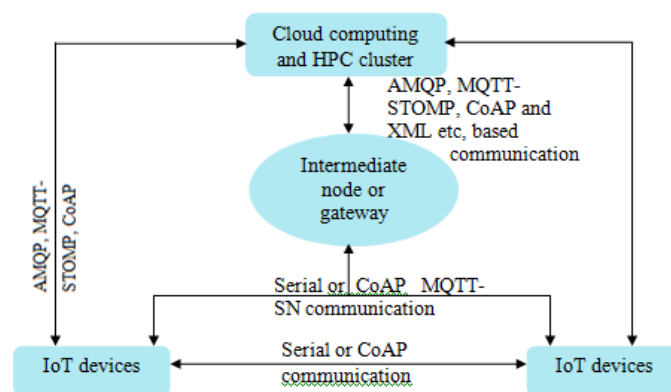 Cloud computing
and HPC cluster
AMQP, MQTT-
STOMP, CoAP and
XML etc, based
communication
Intermediate
node or
gateway
AMQP, MQTT-
STOMP, CoAP
Serial or CoAP MQTT-
SN communication
IoT devices
Serial or CoAP
communication
IoT devices